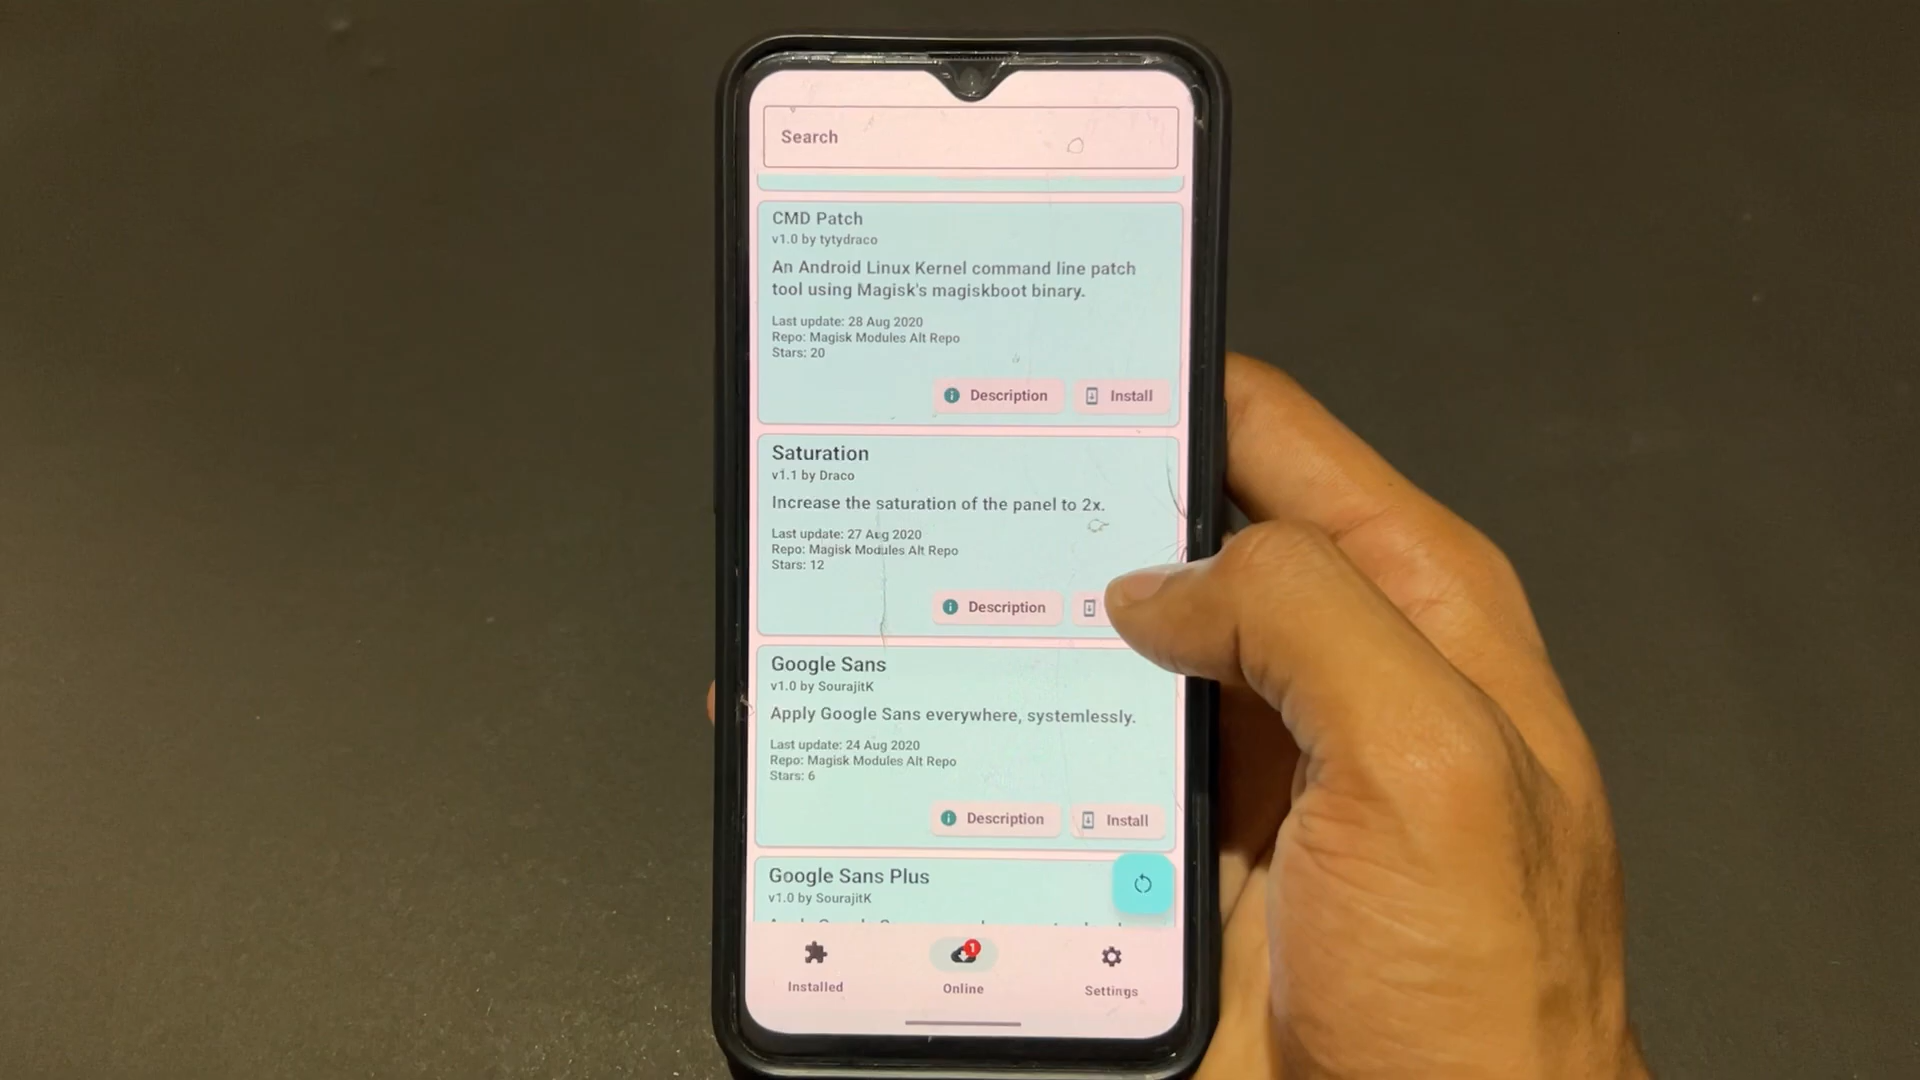 Search
CMD Patch
v1.0 by tytydraco
An Android Linux Kernel command line patch
tool using Magisk's magiskboot binary.
Last update: 28 Aug 2020
Repo: Magisk Modules Alt Repo
Stars: 20
Description
Install
Saturation
v1.1 by Draco
Increase the saturation of the panel to 2x.
Last update: 27 Aug 2020
Repo: Magisk Modules Alt Repo
Stars: 12
Description
Google Sans
v1.0 by SourajitK
Apply Google Sans everywhere, systemlessly.
Last update: 24 Aug 2020
Repo: Magisk Modules Alt Repo
Stars: 6
Description
Install
Google Sans Plus
v1.0 by SourajitK
1
Installed
Online
Settings